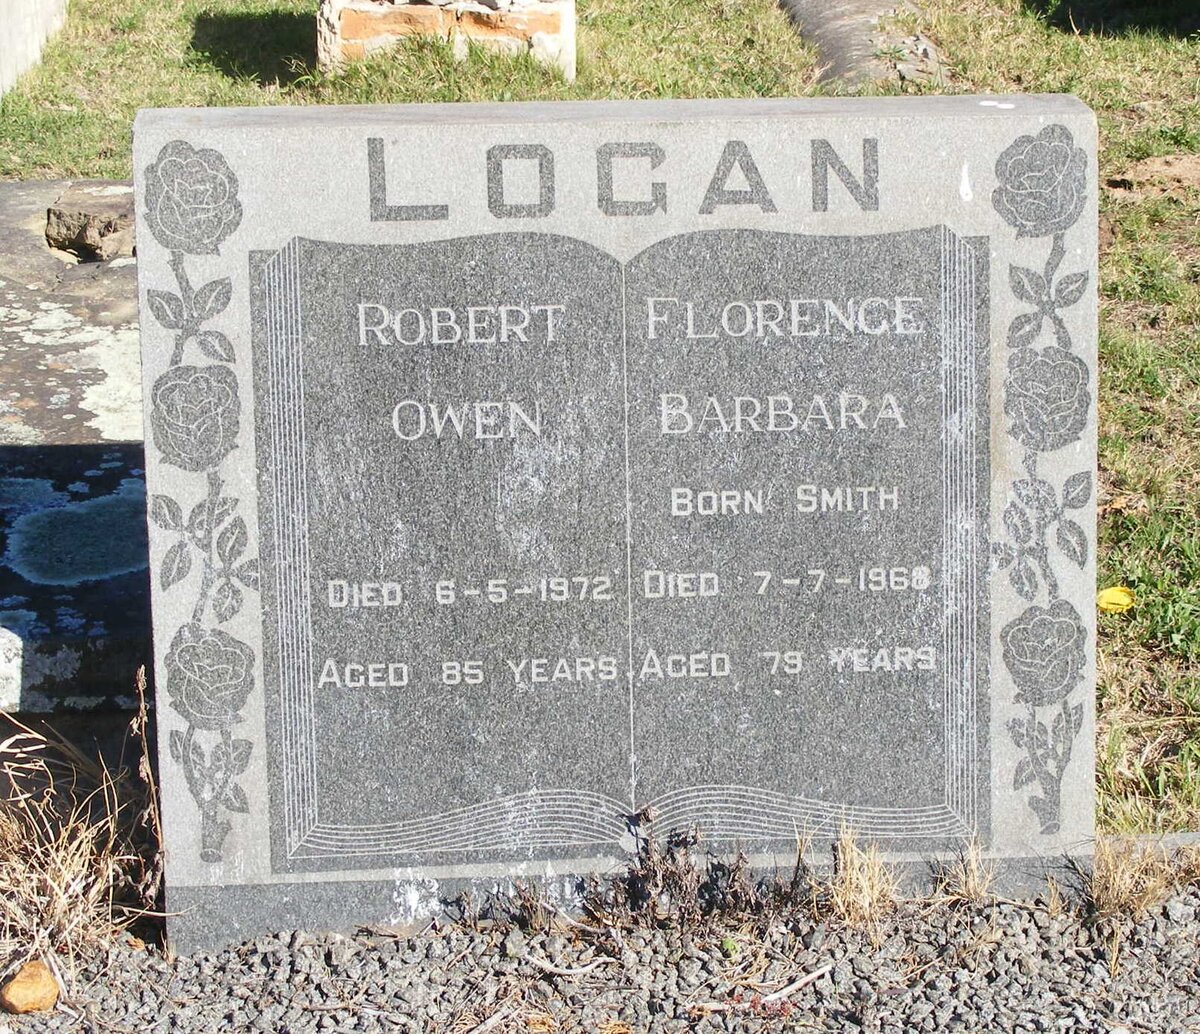 LOGAN
ROBERT
OWEN
DIED 6-5-1972
AGED 85 YEARS
FLORENCE
BARBARA
BORN SMITH
DIED 7-7-1968
AGED 79 YEARS